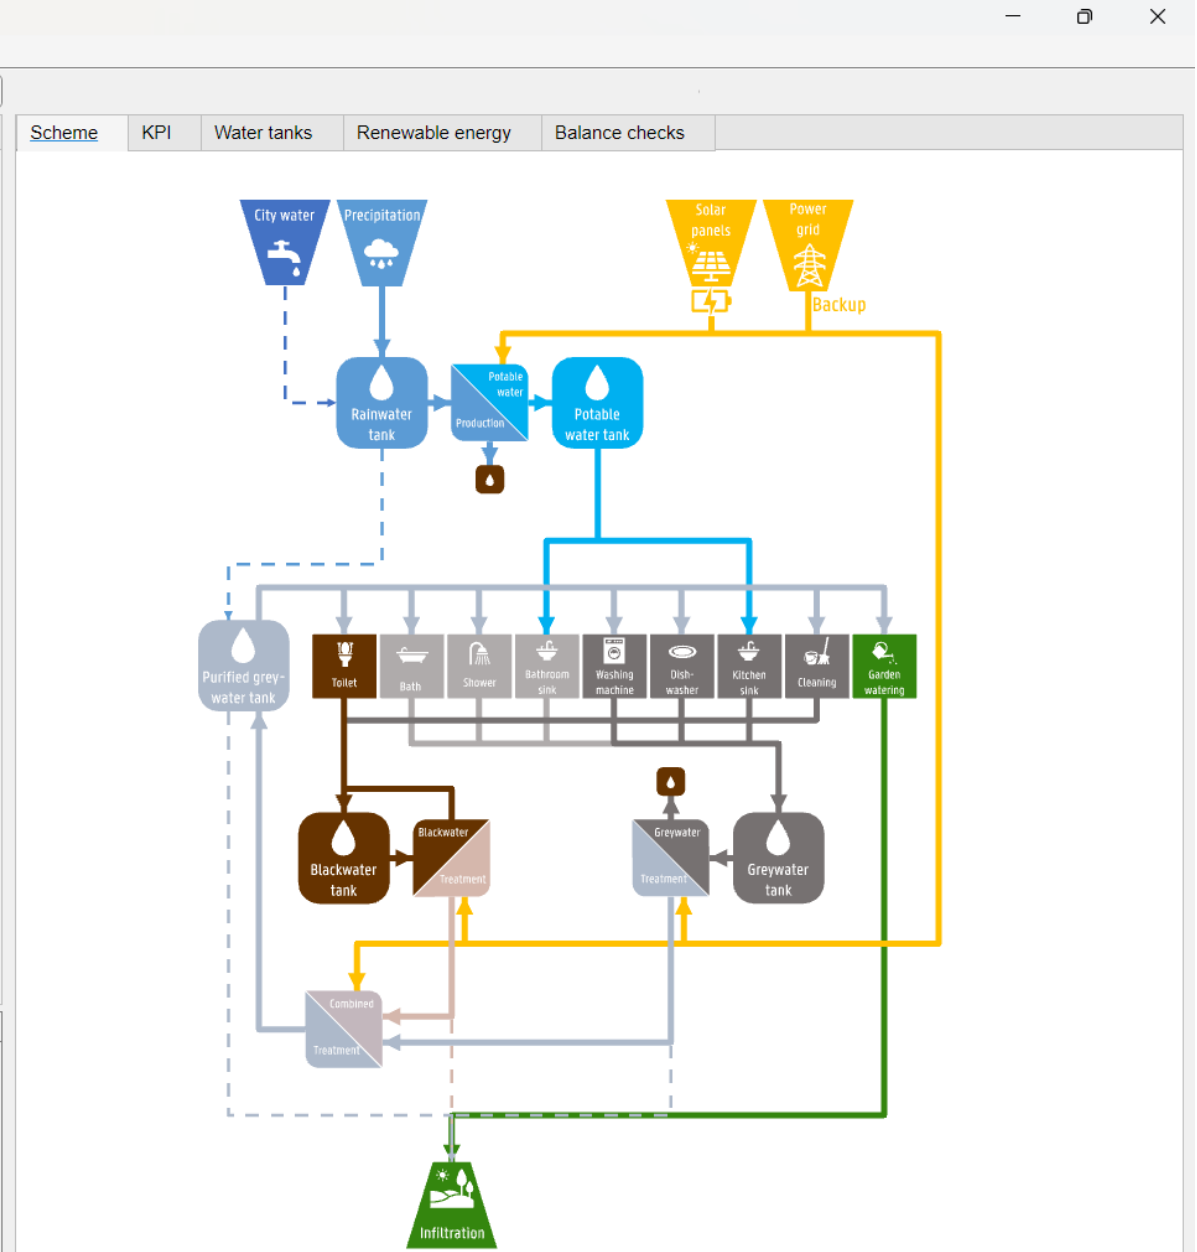 Scheme
KPI
Water tanks
Renewable energy
Balance checks
City water
Precipitation
Solar
panels
Power
grid
Backup
Rainwater
tank
Potable
water
Production
Potable
water tank
Purified grey-
water tank
Toilet
Bath
Shower
Bathroom
sink
Washing
machine
Dish-
washer
Kitchen
sink
Cleaning
Garden
watering
Blackwater
tank
Blackwater
Treatment
Greywater
Treatment
Greywater
tank
Combined
Treatment
Infiltration